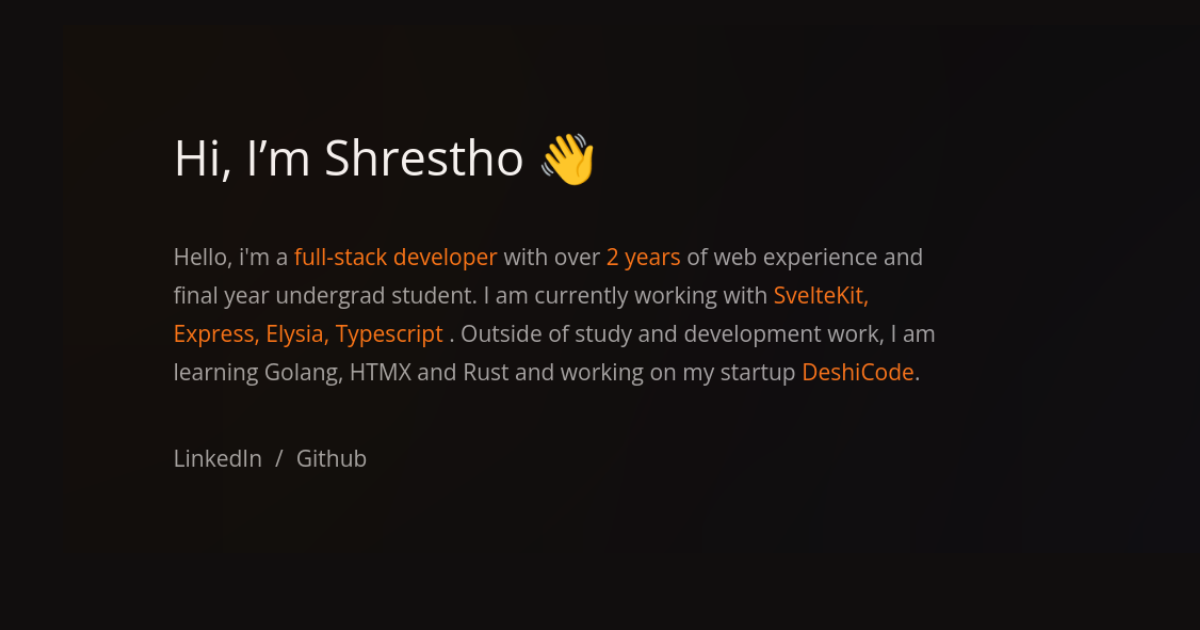 Hi, I’m Shrestho 👋
Hello, i'm a full-stack developer with over 2 years of web experience and
final year undergrad student. I am currently working with SvelteKit,
Express, Elysia, Typescript . Outside of study and development work, I am
learning Golang, HTMX and Rust and working on my startup DeshiCode.
LinkedIn / Github